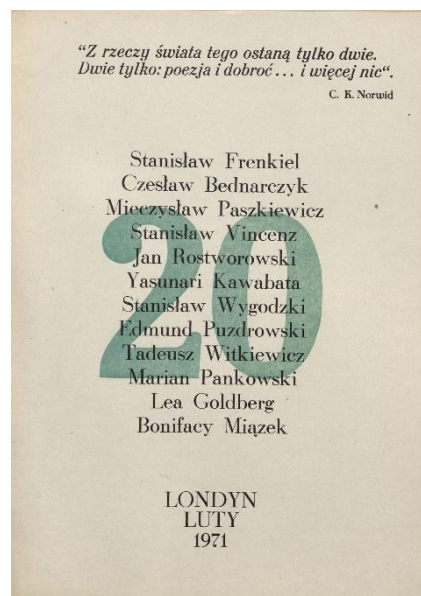 “Z rzeczy świata tego ostaną tylko dwie.
Dwie tylko: poezja i dobroć... i więcej nic“.
C. K. Norwid
Stanisław Frenkiel
Czesław Bednarczyk
Mieczysław Paszkiewicz
Stanisław Vincenz
Jan Rostworowski
Yasunari Kawabata
Stanisław Wygodzki
Edmund Puzdrowski
Tadeusz Witkiewicz
Marian Pankowski
Lea Goldberg
Bonifacy Miązek
20
LONDYN
LUTY
1971